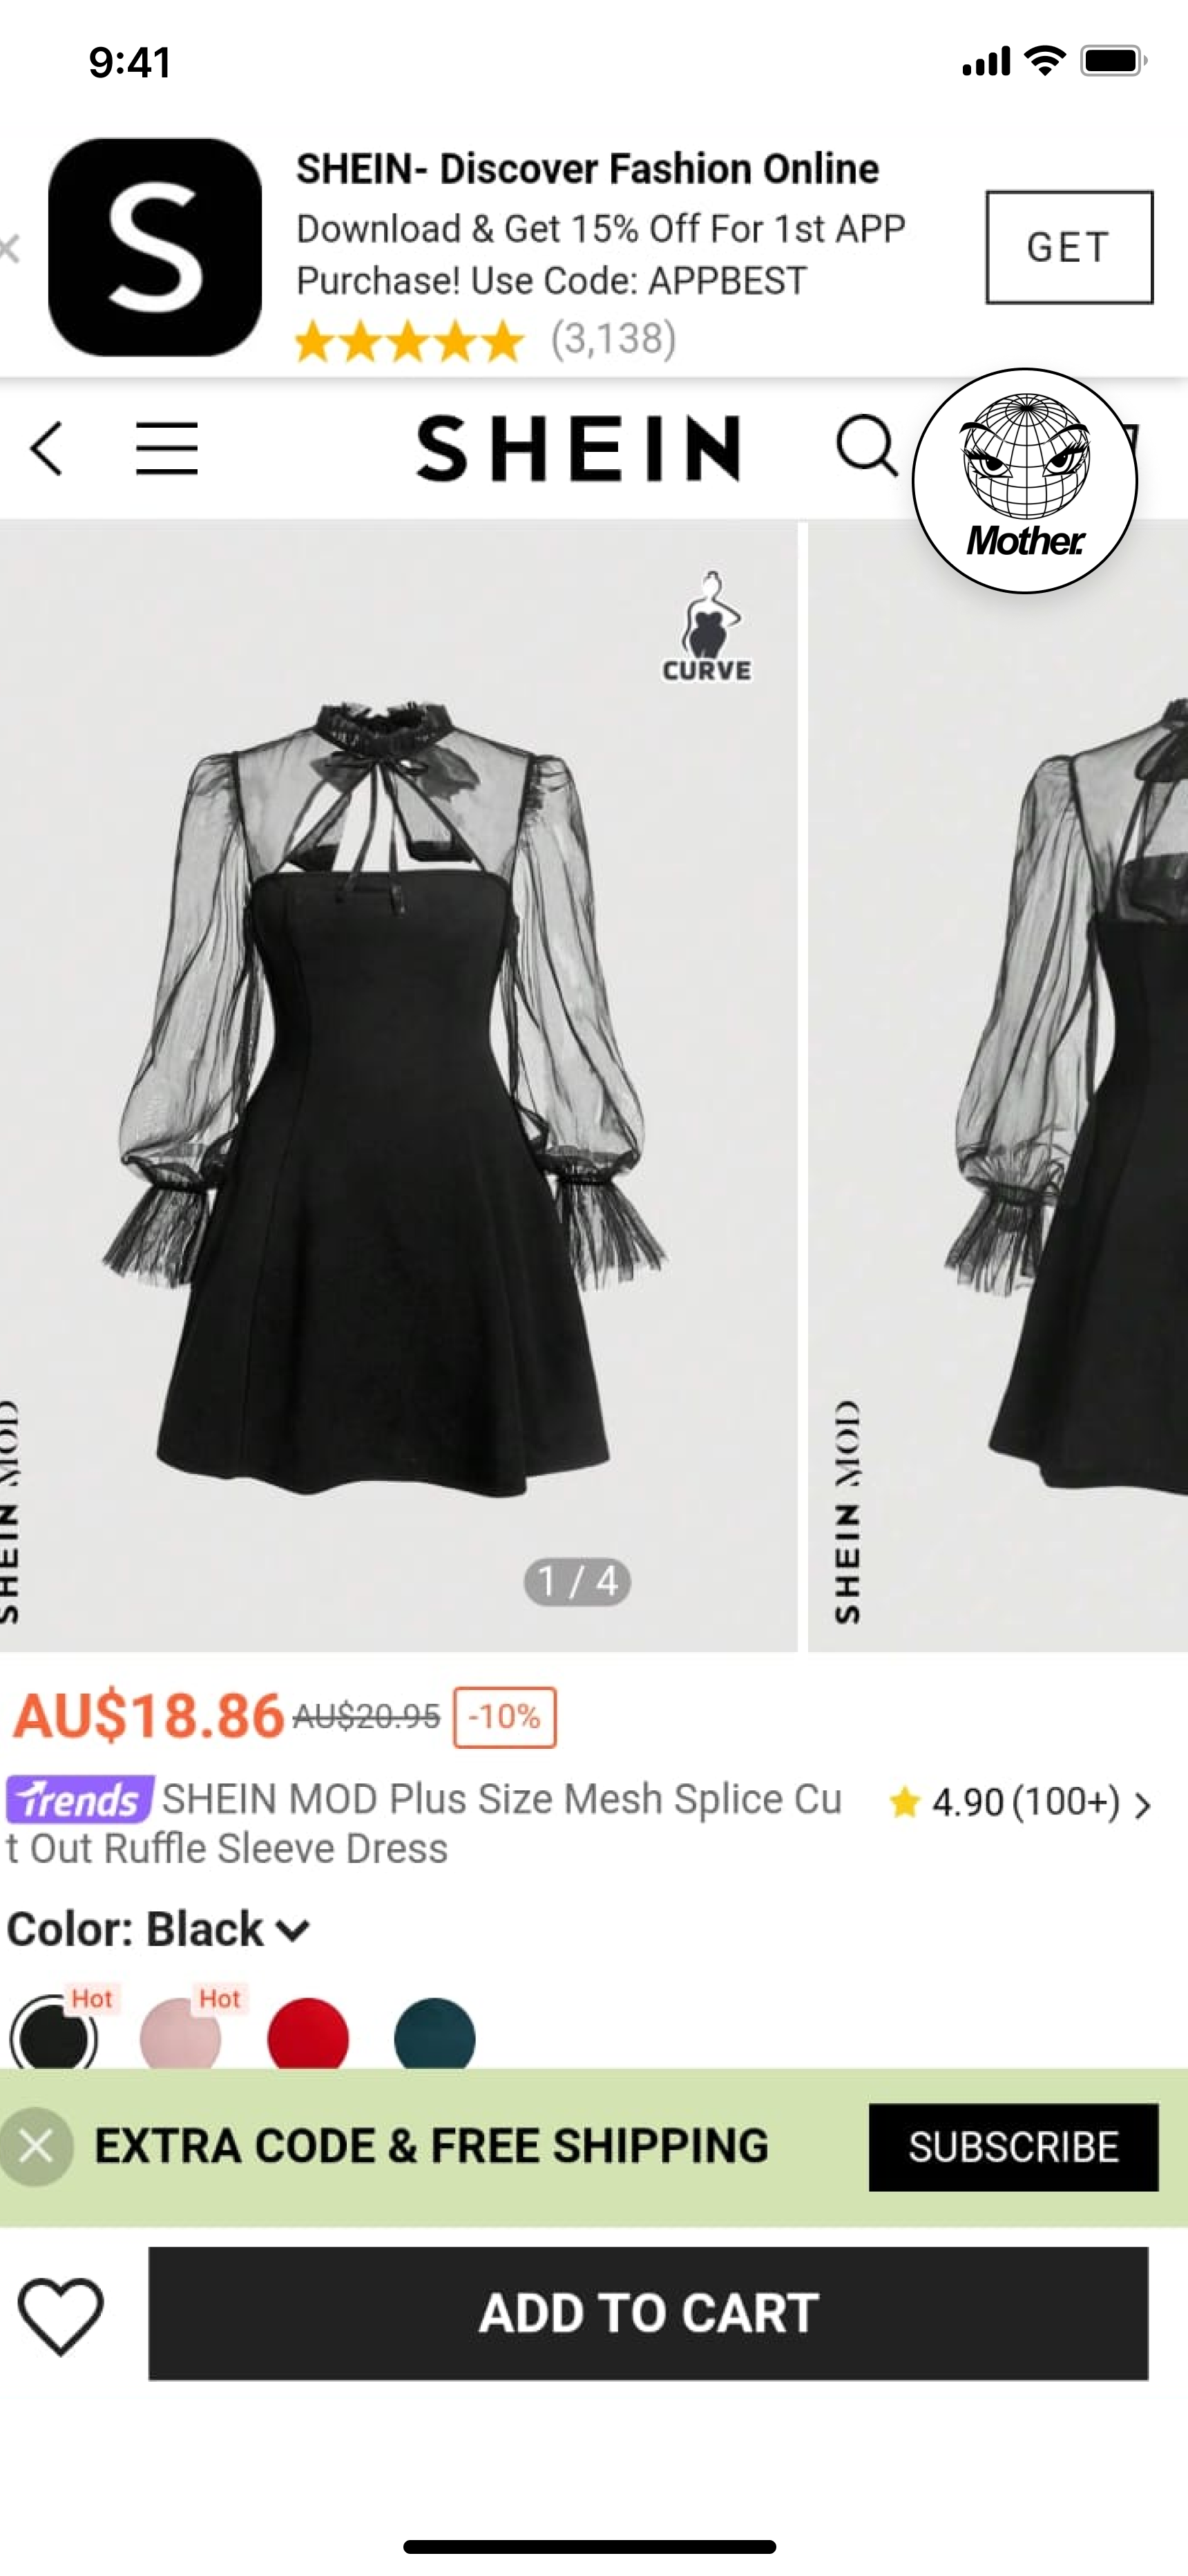 9:41
SHEIN- Discover Fashion Online
Download & Get 15% Off For 1st APP
Purchase! Use Code: APPBEST
(3,138)
GET
S
SHEIN
Mother.
CURVE
SHEIN MOD
SHEIN MOD
1 / 4
AU$18.86 AU$20.95 -10%
Trends SHEIN MOD Plus Size Mesh Splice Cu
t Out Ruffle Sleeve Dress
4.90 (100+)
Color: Black
Hot
Hot
EXTRA CODE & FREE SHIPPING
SUBSCRIBE
ADD TO CART